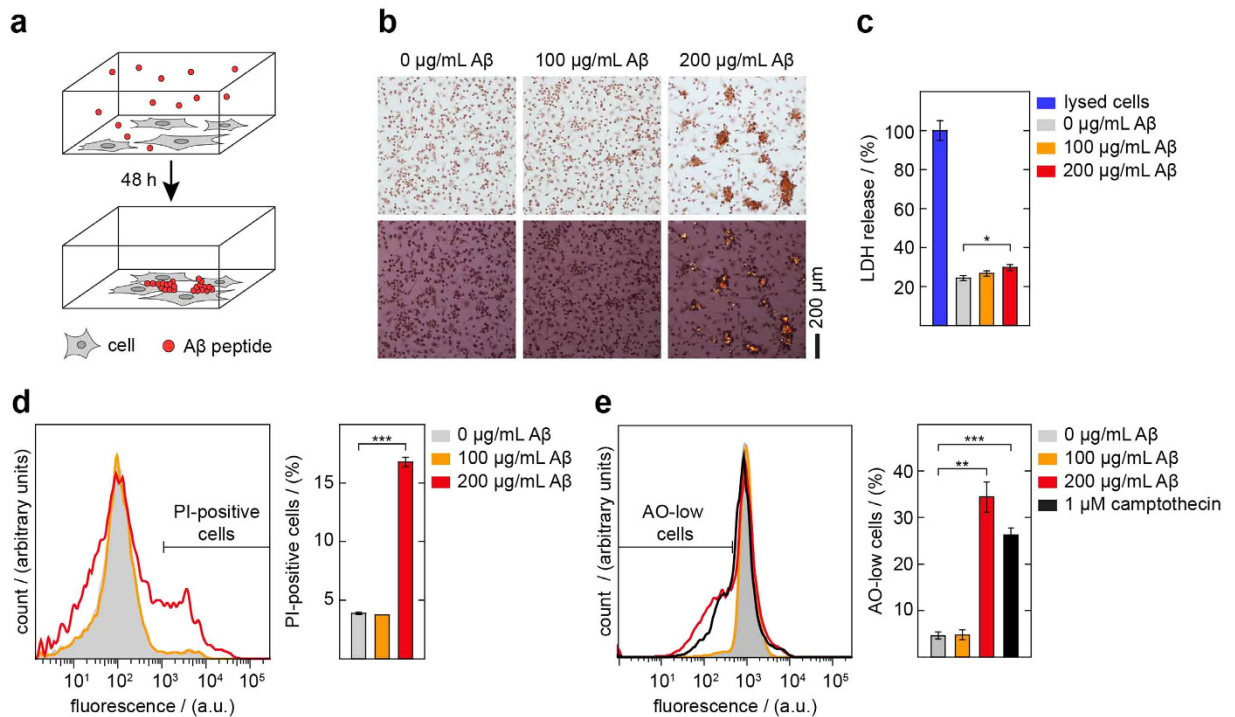 a
48 h
cell
Aβ peptide
b
0 µg/mL Aβ
100 µg/mL Aβ
200 µg/mL Aβ
200 µm
c
LDH release / (%)
100
80
60
40
20
*
lysed cells
0 µg/mL Aβ
100 µg/mL Aβ
200 µg/mL Aβ
d
count / (arbitrary units)
PI-positive
cells
10¹ 10² 10³ 10⁴ 10⁵
fluorescence / (a.u.)
PI-positive cells / (%)
15
10
5
***
0 µg/mL Aβ
100 µg/mL Aβ
200 µg/mL Aβ
e
count / (arbitrary units)
AO-low
cells
10¹ 10² 10³ 10⁴ 10⁵
fluorescence / (a.u.)
AO-low cells / (%)
40
30
20
10
***
**
0 µg/mL Aβ
100 µg/mL Aβ
200 µg/mL Aβ
1 µM camptothecin